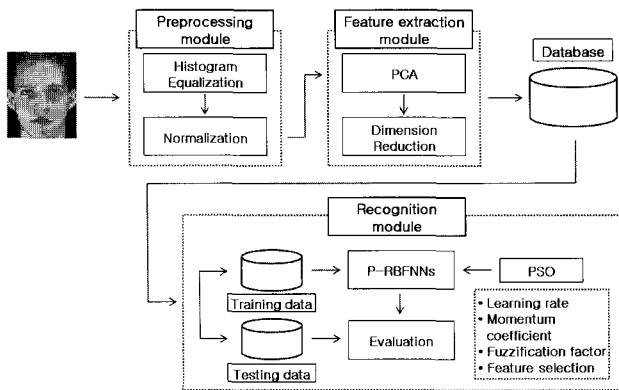 Preprocessing
module
Histogram
Equalization
Normalization
Feature extraction
module
PCA
Dimension
Reduction
Database
Recognition
module
Training data
Testing data
P-RBFNNs
Evaluation
PSO
• Learning rate
• Momentum
coefficient
• Fuzzification factor
• Feature selection